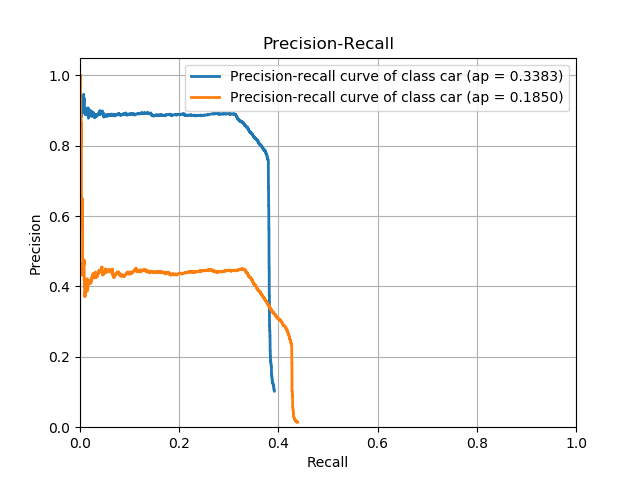 Precision-Recall
Precision-recall curve of class car (ap = 0.3383)
Precision-recall curve of class car (ap = 0.1850)
Precision
1.0
0.8
0.6
0.4
0.2
0.0
0.0 0.2 0.4 0.6 0.8 1.0
Recall